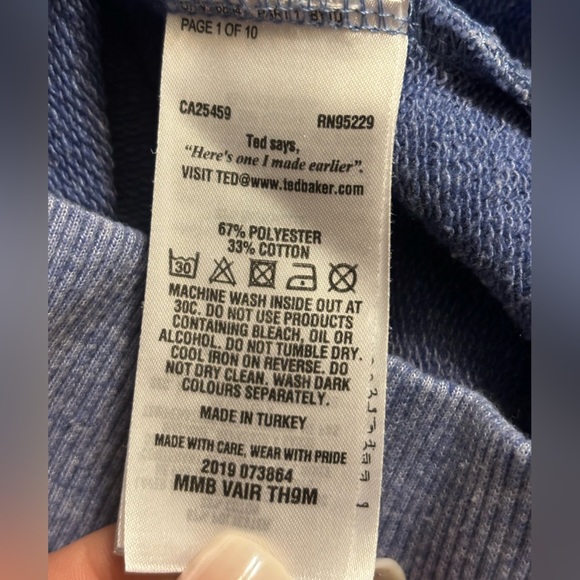 PAGE 1 OF 10
CA25459 RN95229
Ted says,
"Here's one I made earlier".
VISIT TED@www.tedbaker.com
67% POLYESTER
33% COTTON
30
MACHINE WASH INSIDE OUT AT
30C. DO NOT USE PRODUCTS
CONTAINING BLEACH, OIL OR
ALCOHOL. DO NOT TUMBLE DRY.
COOL IRON ON REVERSE. DO
NOT DRY CLEAN. WASH DARK
COLOURS SEPARATELY.
MADE IN TURKEY
MADE WITH CARE, WEAR WITH PRIDE
2019 073864
MMB VAIR TH9M